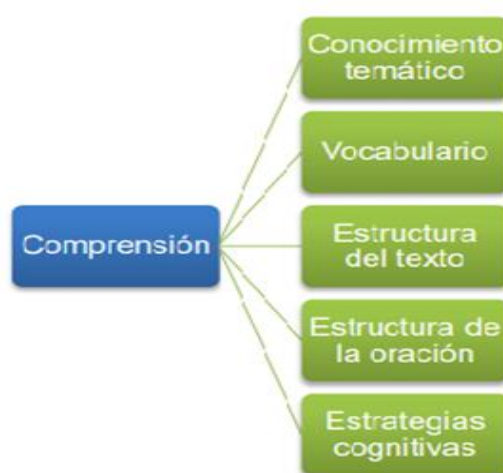 Conocimiento
temático
Vocabulario
Comprensión
Estructura
del texto
Estructura de
la oración
Estrategias
cognitivas